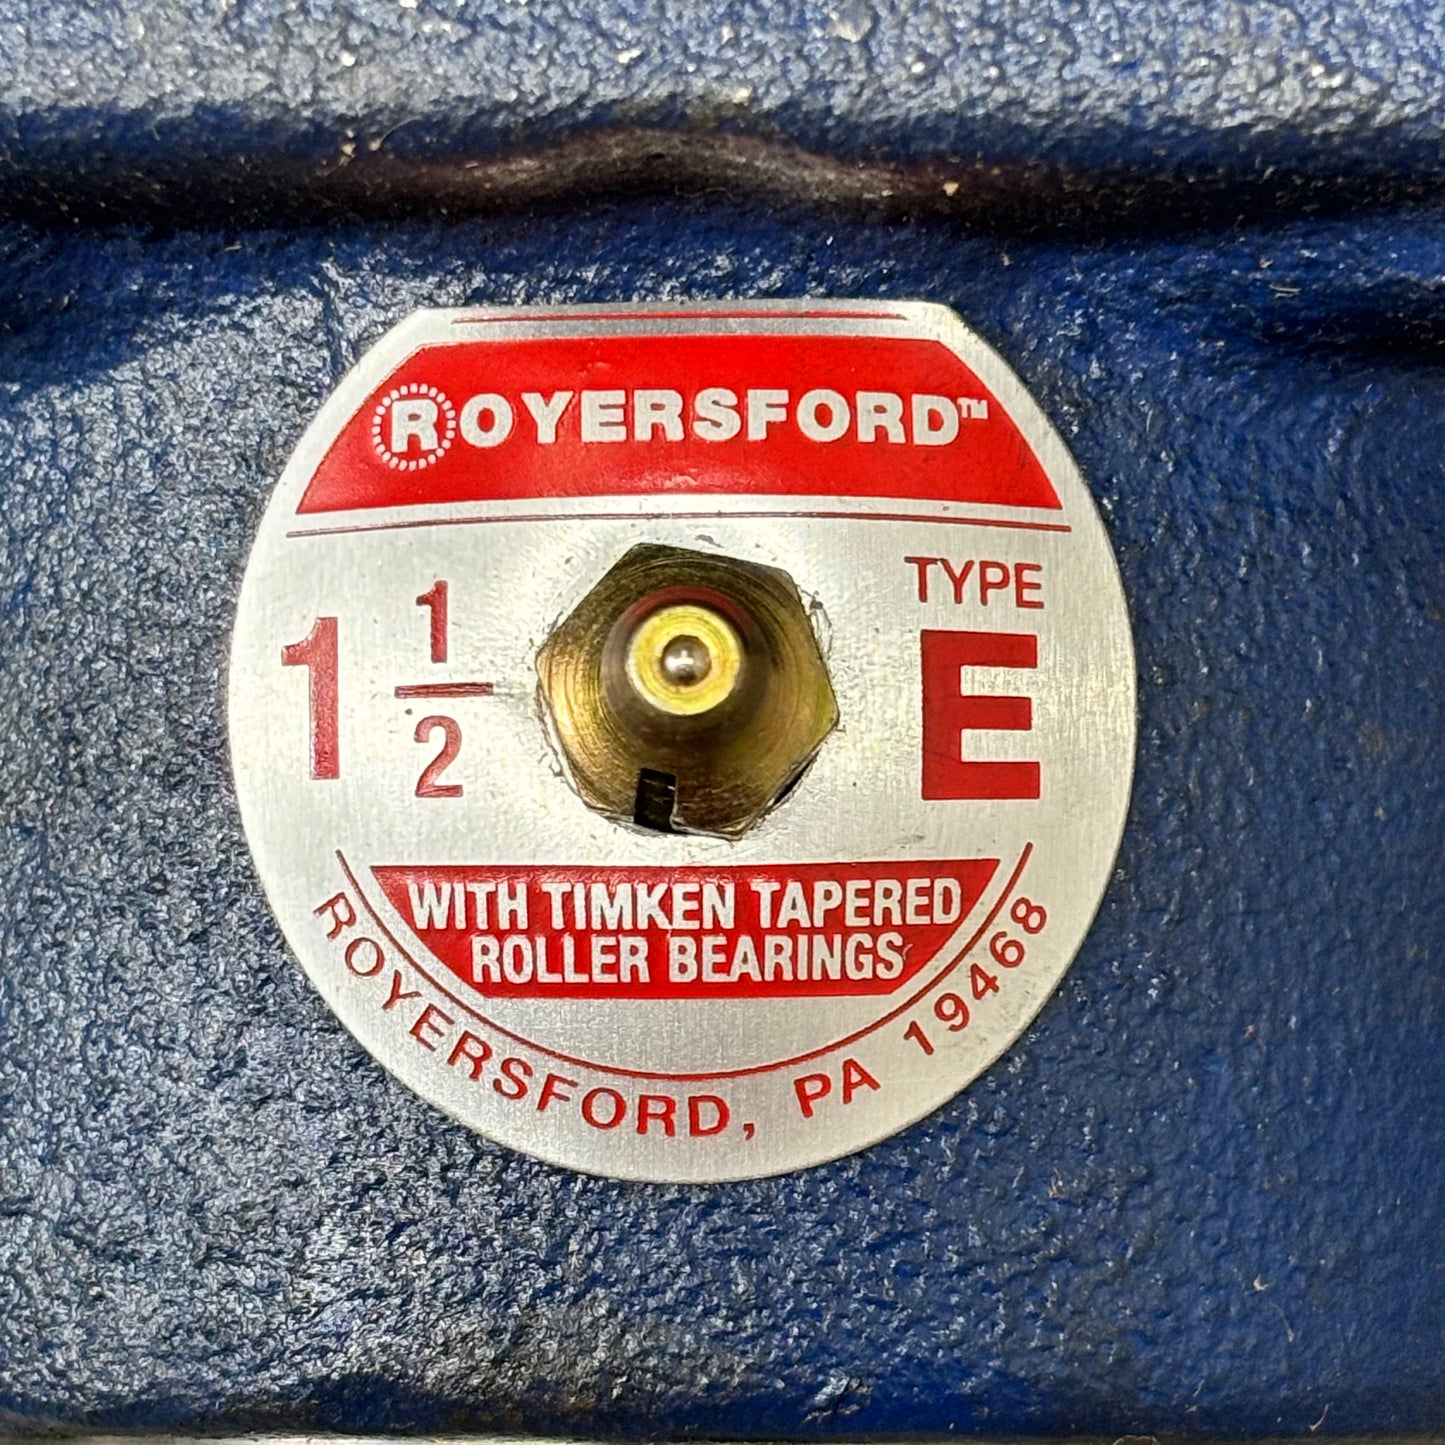 ROYERSFORD™
1 1/2
TYPE
E
WITH TIMKEN TAPERED
ROLLER BEARINGS
ROYERSFORD, PA 19468